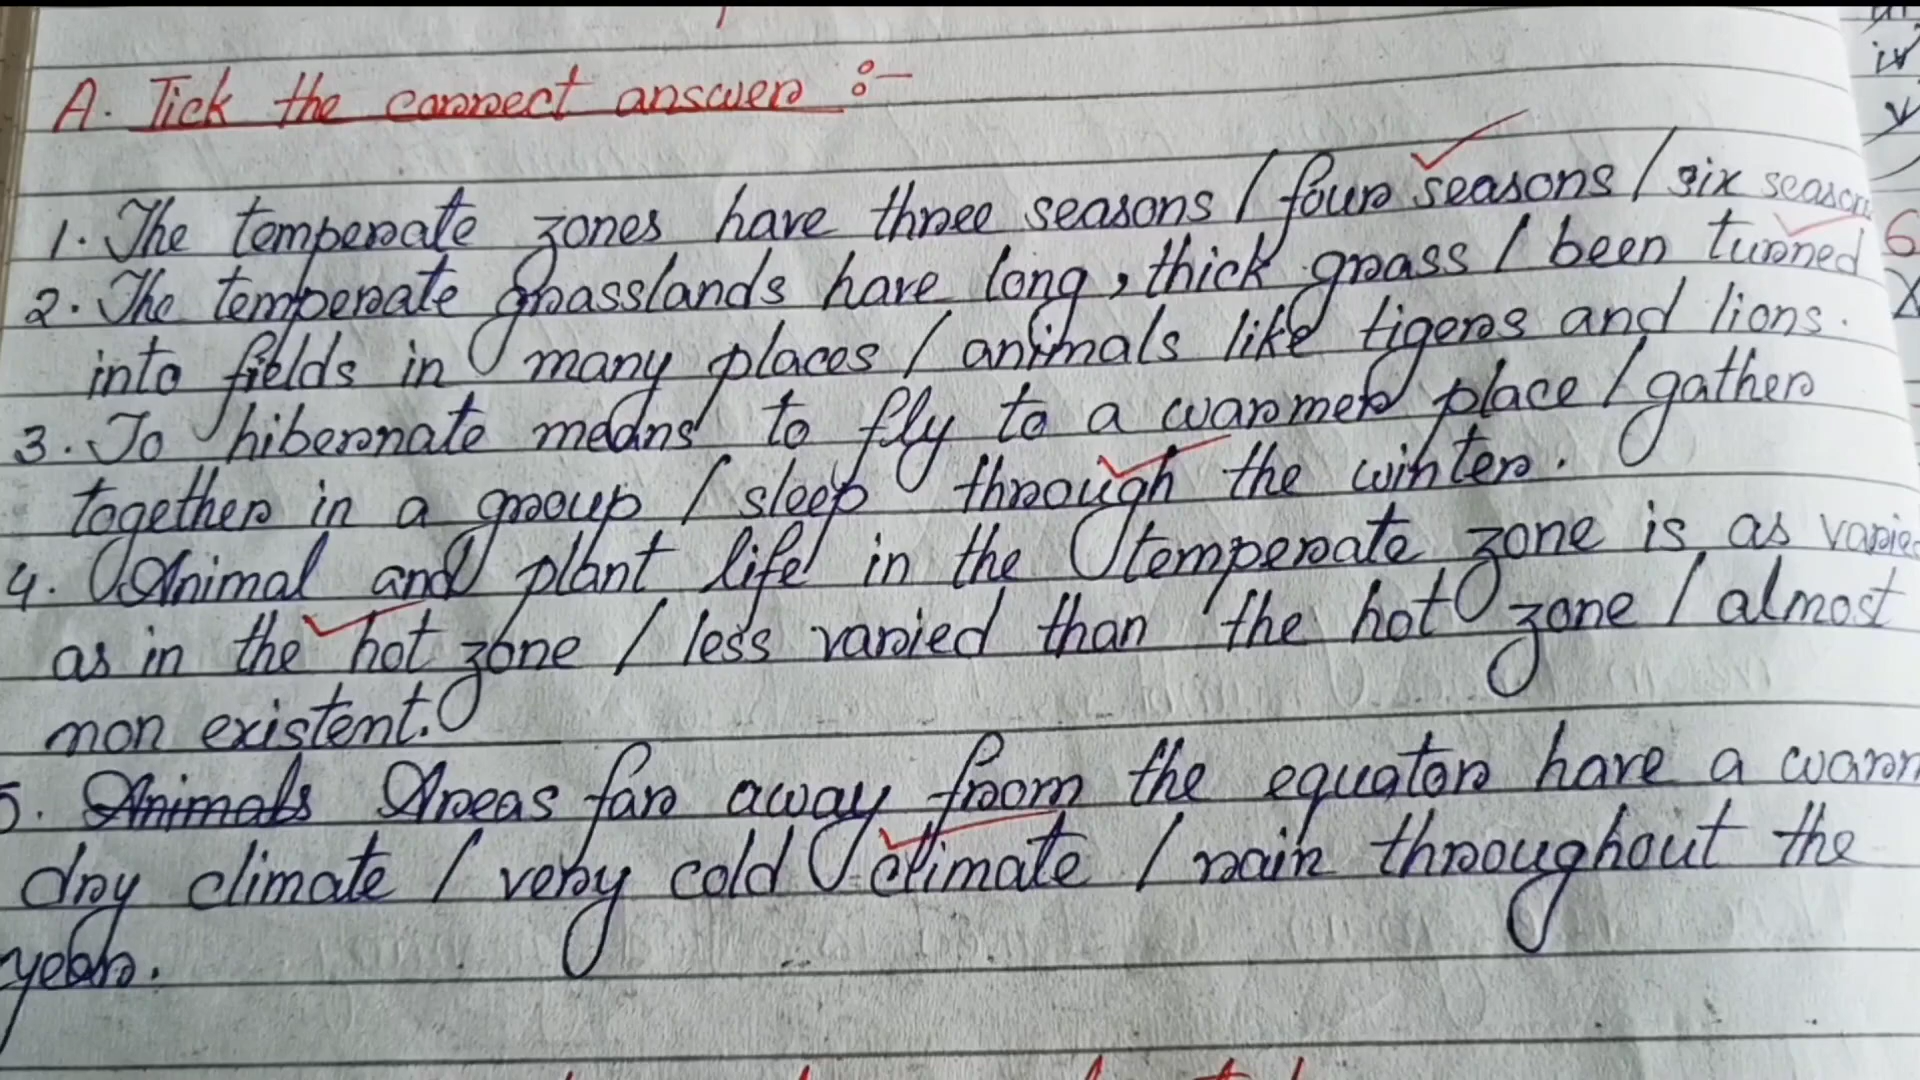 A. Tick the correct answer :-
1. The temperate zones have three seasons / four seasons / six season
2. The temperate grasslands have long, thick grass / been turned
into fields in many places / animals like tigers and lions.
3. To hibernate means to fly to a warmer place / gather
together in a group / sleep through the winter.
4. Animal and plant life in the temperate zone is as varied
as in the hot zone / less varied than the hot zone / almost
non existent.
5. Animals Areas far away from the equator have a warm
dry climate / very cold climate / rain throughout the
year.
iv
v
6